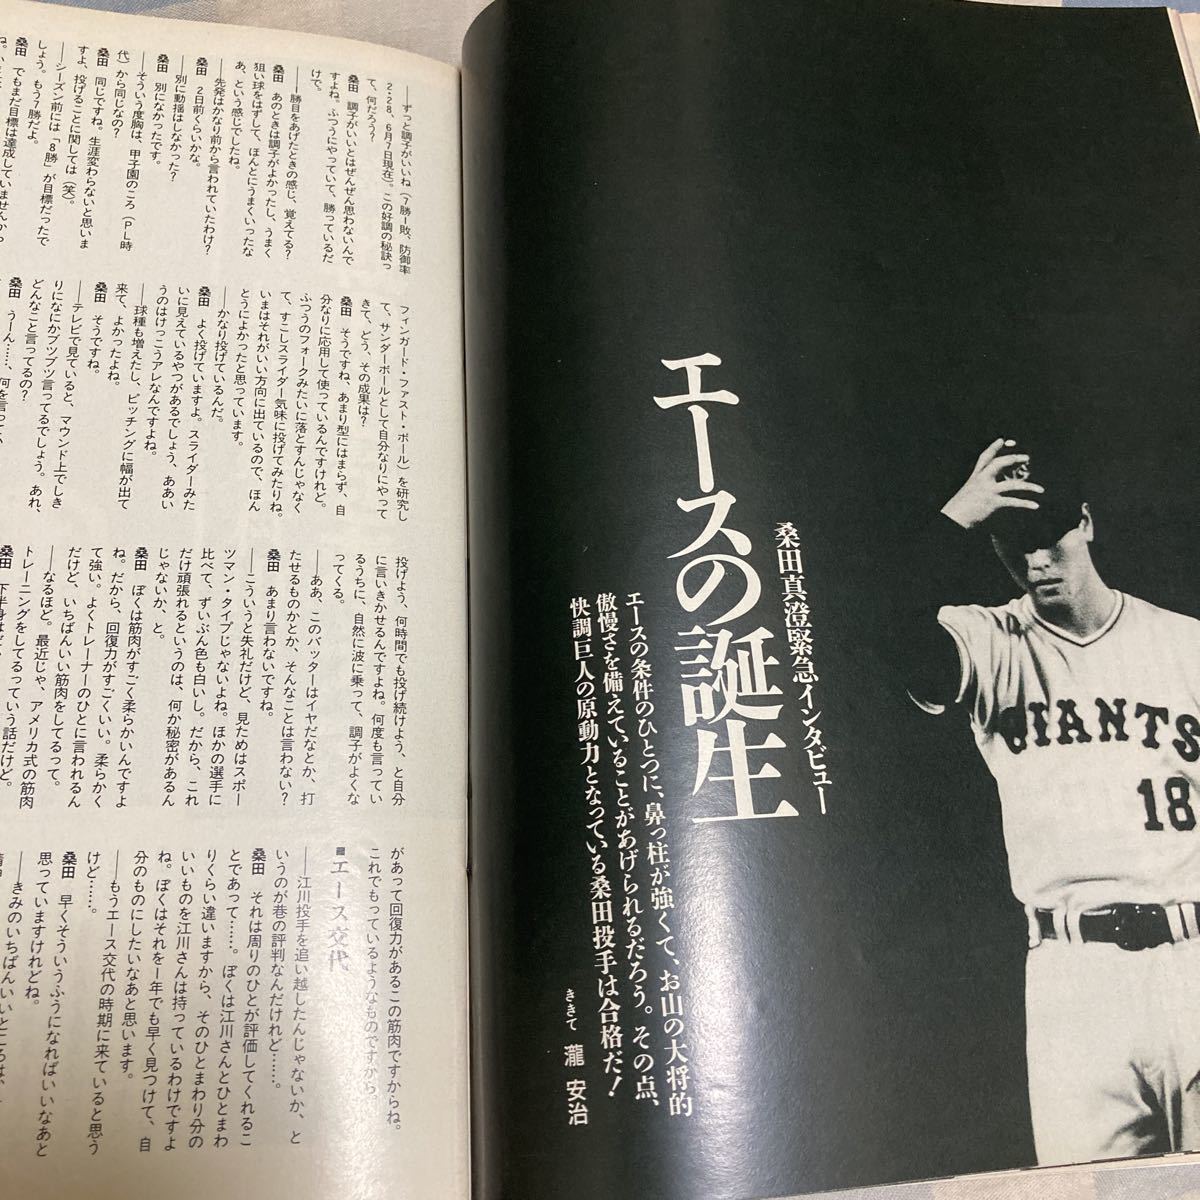 エースの誕生
桑田真澄緊急インタビュー
エースの条件のひとつに、鼻っ柱が強くて、お山の大将的
傲慢さを備えていることがあげられるだろう。その点、
快調巨人の原動力となっている桑田投手は合格だ!
ききて 瀧 安治
GIANTS
18
――ずっと調子がいいね（7勝1敗、防御率
2・28、6月7日現在）。この好調の秘訣っ
て、何だろう？
桑田 調子がいいとはぜんぜん思わないんで
すよね。ふつうにやっていて、勝っているだ
けで。
――勝目をあげたときの感じ、覚えてる？
桑田 あのときは調子がよかったし、うまく
狙い球をはずして、ほんとにうまくいったな
あ、という感じでしたね。
――先発はかなり前から言われていたわけ？
桑田 2日前くらいかな。
――別に動揺はしなかった？
桑田 別になかったです。
――そういう度胸は、甲子園のころ（PL時
代）から同じなの？
桑田 同じですね。生涯変わらないと思いま
すよ、投げることに関しては（笑）。
――シーズン前には「8勝」が目標だったで
しょう。もう7勝だよ。
桑田 でもまだ目標は達成していませんから
フィンガード・ファスト・ボール）を研究し
て、サンダーボールとして自分なりにやって
きて、どう、その成果は？
桑田 そうですね、あまり型にはまらず、自
分なりに応用して使っているんですけれど。
ふつうのフォークみたいに落とすんじゃなく
て、すこしスライダー気味に投げてみたりね。
いまはそれがいい方向に出ているので、ほん
とうによかったと思っています。
――かなり投げているんだ。
桑田 よく投げていますよ。スライダーみた
いに見えているやつがあるでしょう、ああい
うのはけっこうアレなんですよね。
――球種も増えたし、ピッチングに幅が出て
来て、よかったよね。
桑田 そうですね。
――テレビで見ていると、マウンド上でしき
りになにかブツブツ言ってるでしょう。あれ、
どんなこと言ってるの？
桑田 うーん……、何を言って
投げよう、何時間でも投げ続けよう、と自分
に言いきかせるんですよね。何度も言ってい
るうちに、自然に波に乗って、調子がよくな
ってくる。
――ああ、このバッターはイヤだなとか、打
たせるものかとか、そんなことは言わない？
桑田 あまり言わないですね。
――こういうと失礼だけど、見ためはスポー
ツマン・タイプじゃないよね。ほかの選手に
比べて、ずいぶん色も白いし。だから、これ
だけ頑張れるというのは、何か秘密があるん
じゃないか、と。
桑田 ぼくは筋肉がすごく柔らかいんですよ
ね。だから、回復力がすごくいい。柔らかく
て強い。よくトレーナーのひとに言われるん
だけど、いちばんいい筋肉をしてるって。
――なるほど。最近じゃ、アメリカ式の筋肉
トレーニングをしてるっていう話だけど。
桑田 下半身は
があって回復力があるこの筋肉ですからね。
これでもっているようなものですから
■エース交代
――江川投手を追い越したんじゃないか、と
いうのが巷の評判なんだけれど……。
桑田 それは周りのひとが評価してくれるこ
とであって……。ぼくは江川さんとひとまわ
りくらい違いますから、そのひとまわり分の
いいものを江川さんは持っているわけですよ
ね。ぼくはそれを1年でも早く見つけて、自
分のものにしたいなあと思います。
――もうエース交代の時期に来ていると思う
けど……。
桑田 早くそういうふうになればいいなあと
思っていますけれどね。
――きみのいちばんいいところは、